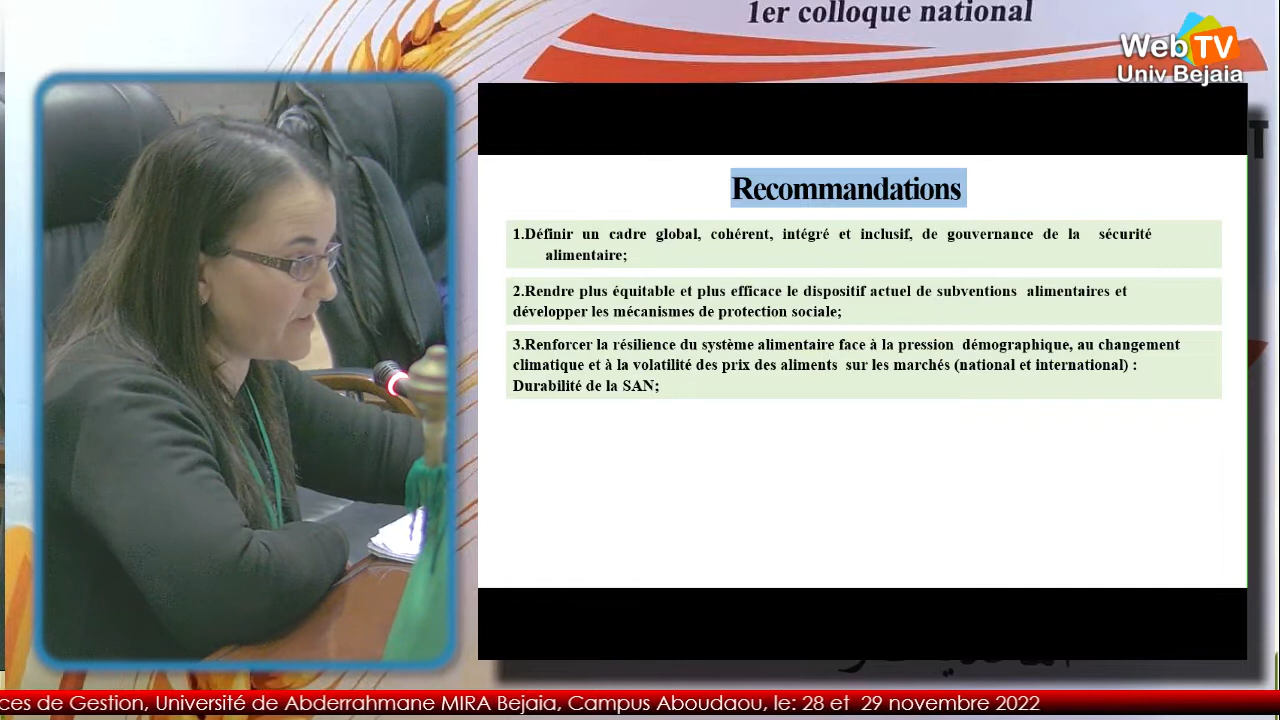 1er colloque national
WebTV
Univ Bejaia
Recommandations
1.Définir un cadre global, cohérent, intégré et inclusif, de gouvernance de la sécurité
alimentaire;
2.Rendre plus équitable et plus efficace le dispositif actuel de subventions alimentaires et
développer les mécanismes de protection sociale;
3.Renforcer la résilience du système alimentaire face à la pression démographique, au changement
climatique et à la volatilité des prix des aliments sur les marchés (national et international) :
Durabilité de la SAN;
ces de Gestion, Université de Abderrahmane MIRA Bejaia, Campus Aboudaou, le: 28 et 29 novembre 2022